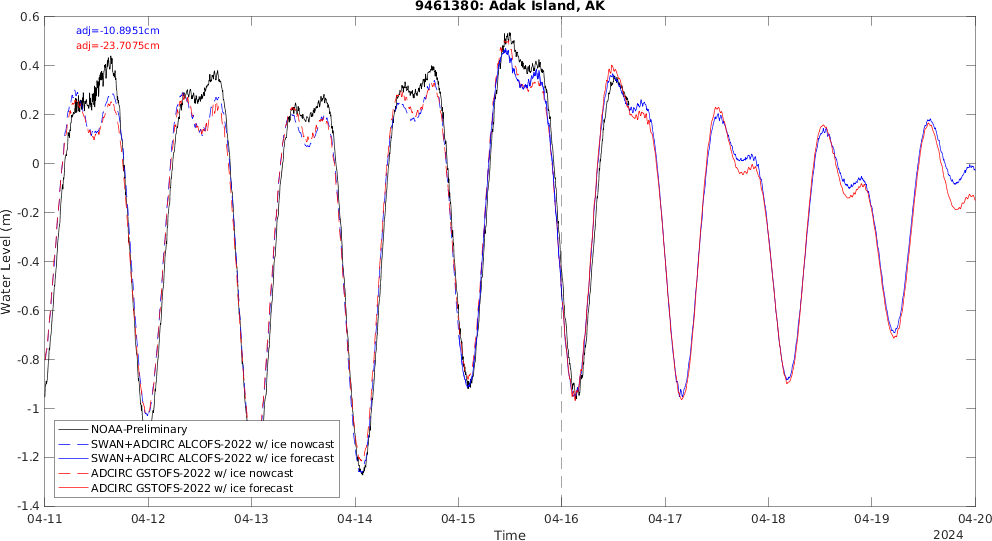 9461380: Adak Island, AK
adj=-10.8951cm
adj=-23.7075cm
0.6
0.4
0.2
0
-0.2
-0.4
-0.6
-0.8
-1
-1.2
-1.4
Water Level (m)
NOAA-Preliminary
SWAN+ADCIRC ALCOFS-2022 w/ ice nowcast
SWAN+ADCIRC ALCOFS-2022 w/ ice forecast
ADCIRC GSTOFS-2022 w/ ice nowcast
ADCIRC GSTOFS-2022 w/ ice forecast
04-11 04-12 04-13 04-14 04-15 04-16 04-17 04-18 04-19 04-20
Time
2024